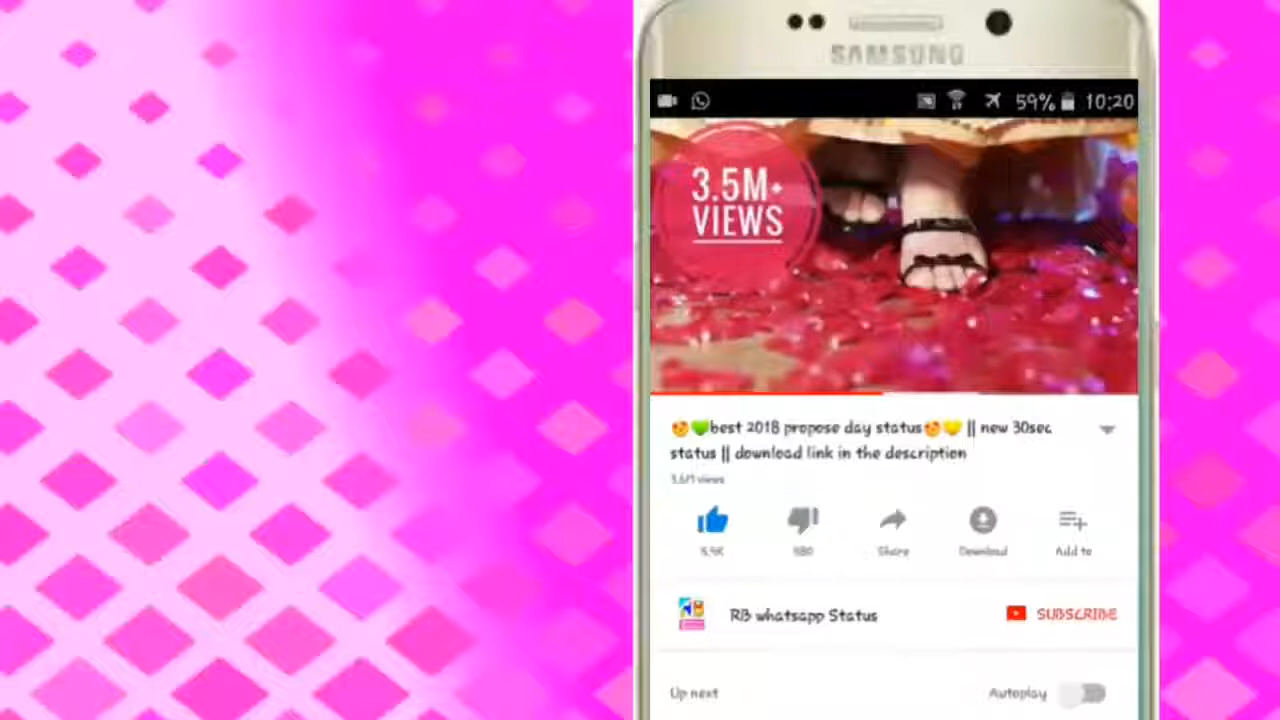 SAMSUNG
59% 10:20
3.5M+
VIEWS
🥰💚best 2018 propose day status🥰💛 || new 30sec
status || download link in the description
views
Share Download Add to
RB whatsapp Status SUBSCRIBE
Up next Autoplay